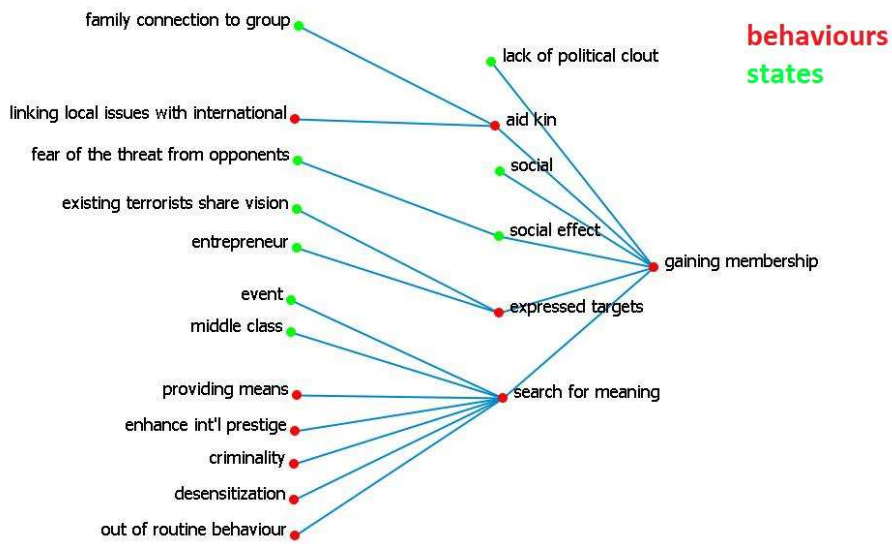 family connection to group
linking local issues with international
fear of the threat from opponents
existing terrorists share vision
entrepreneur
event
middle class
providing means
enhance int'l prestige
criminality
desensitization
out of routine behaviour
lack of political clout
aid kin
social
social effect
expressed targets
search for meaning
gaining membership
behaviours
states